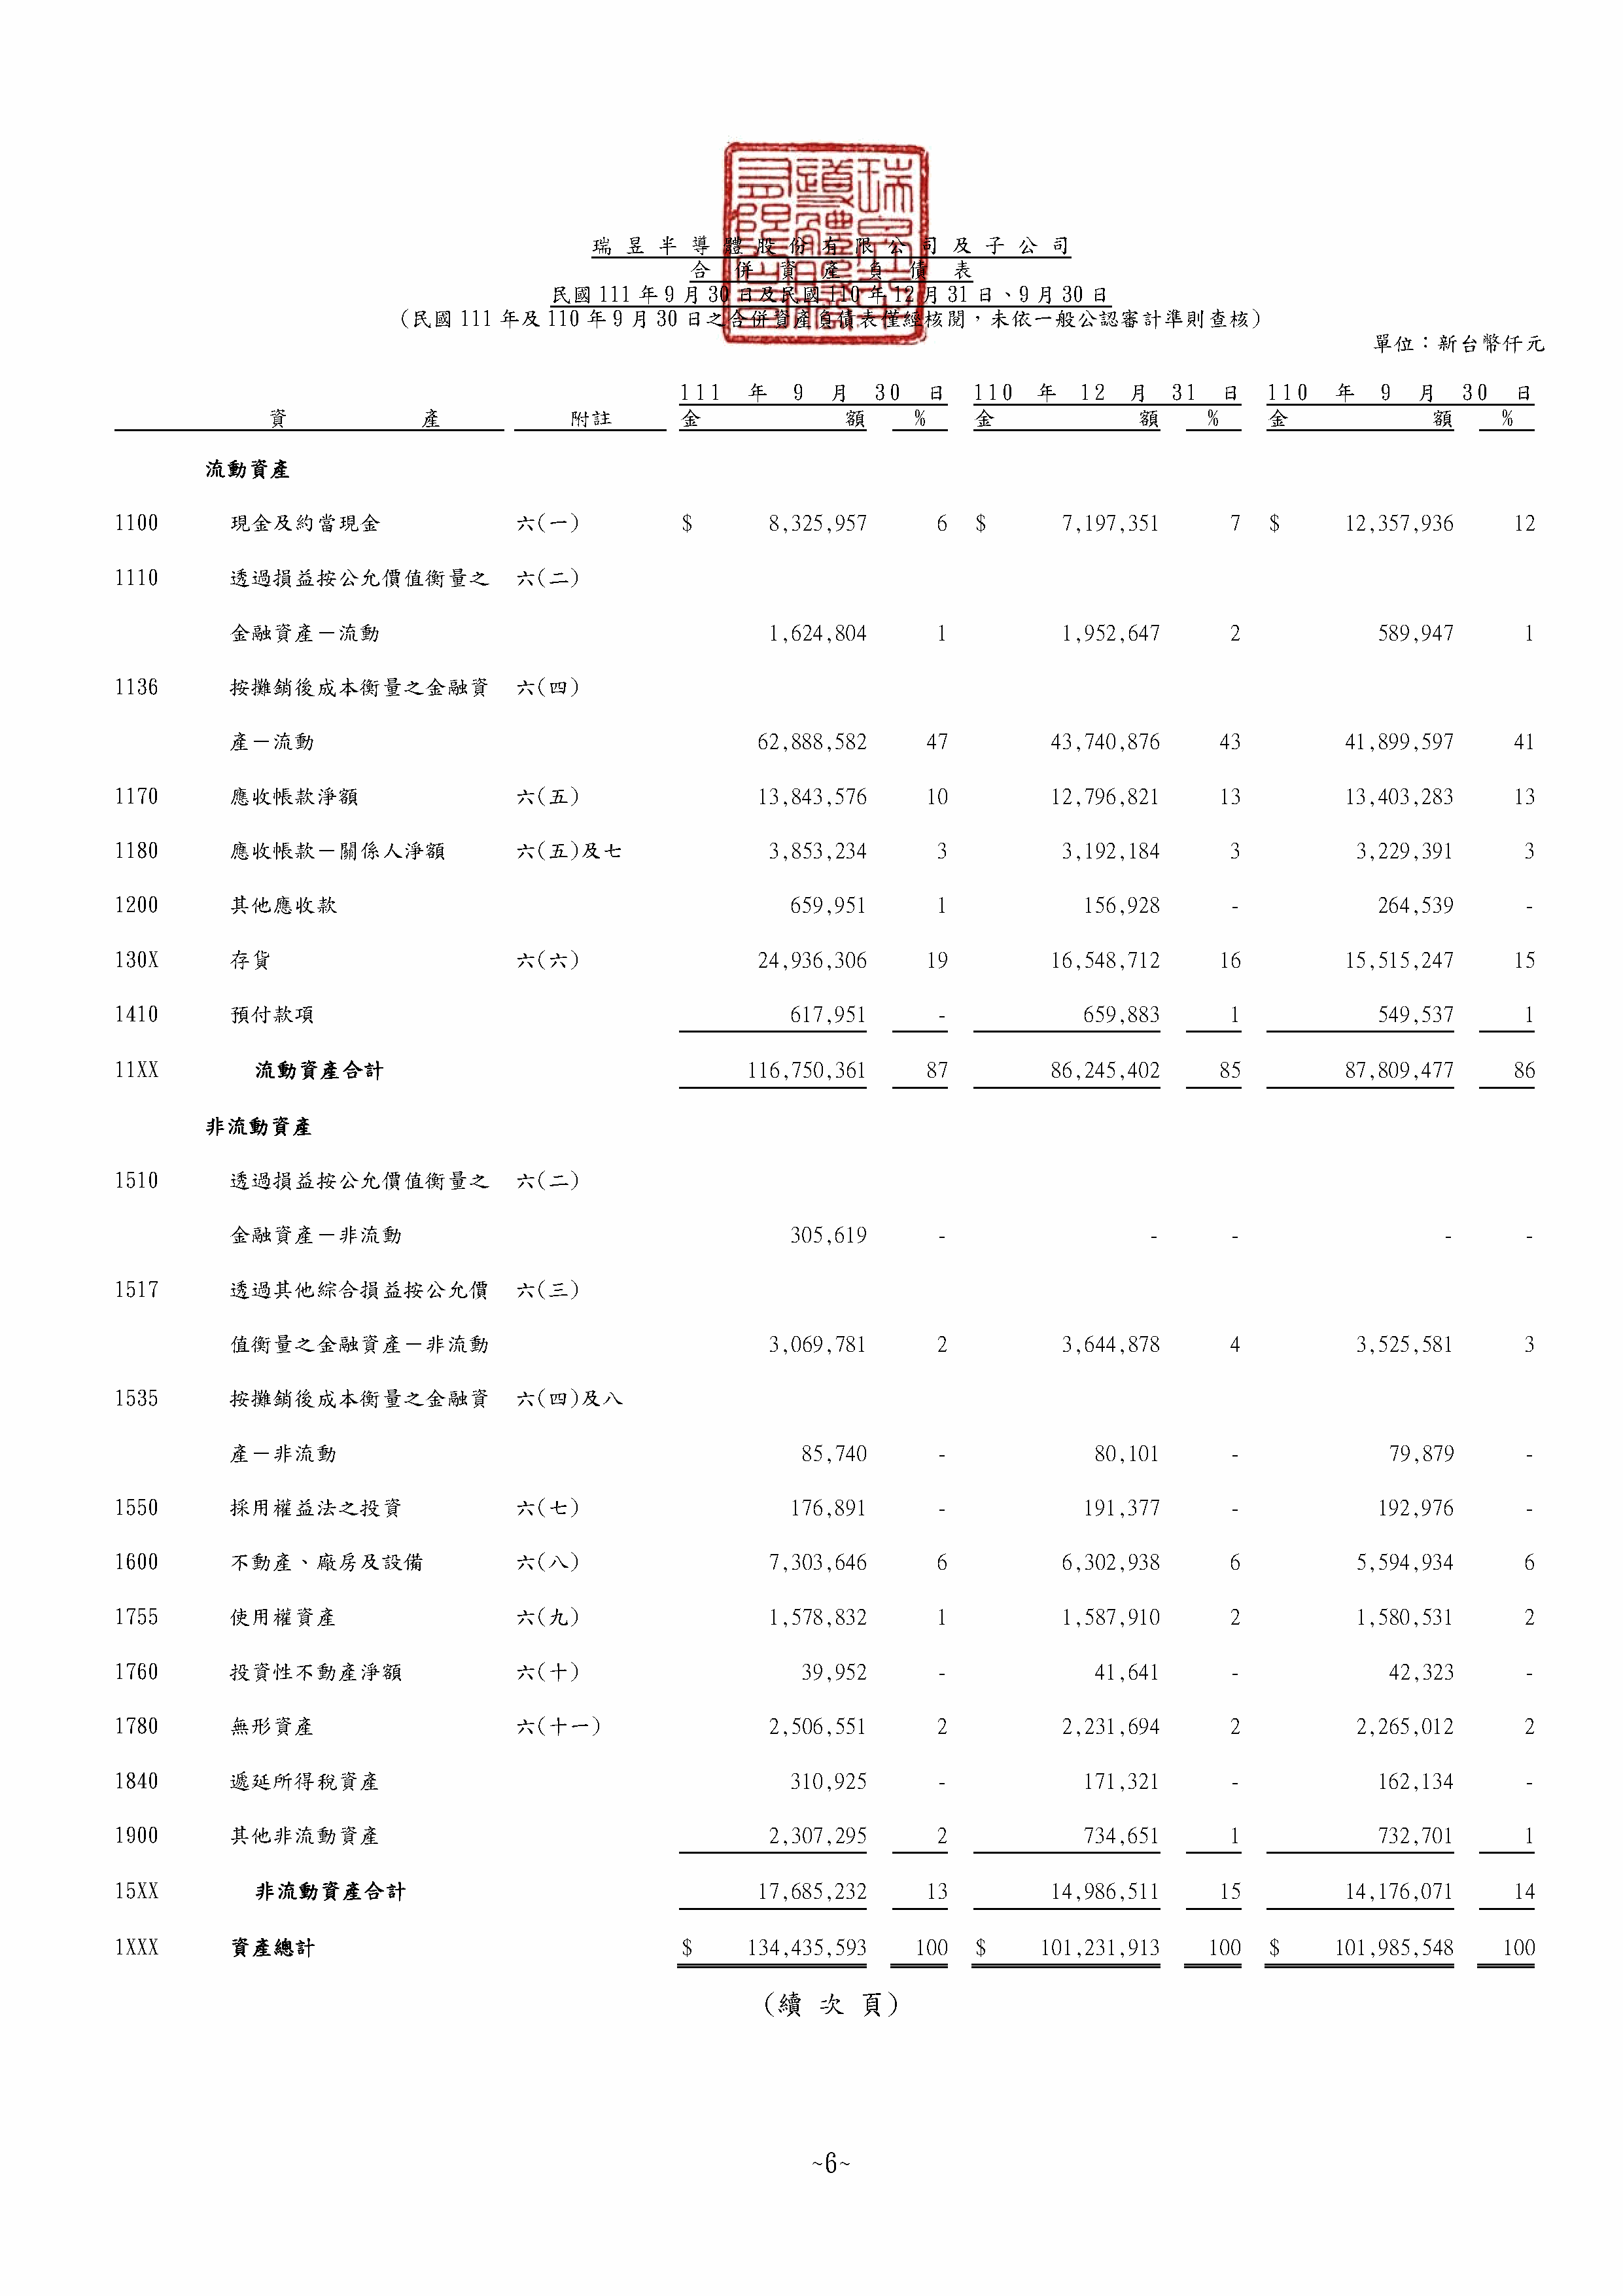 瑞昱半導體股份有限公司及子公司
合併資產負債表
民國111年9月30日及民國110年12月31日、9月30日
(民國111年及110年9月30日之合併資產負債表僅經核閱,未依一般公認審計準則查核)
單位:新台幣仟元
111 年 9 月 30 日 110 年 12 月 31 日 110 年 9 月 30 日
資 產 附註 金 額 % 金 額 % 金 額 %
流動資產
1100 現金及約當現金 六(一) $ 8,325,957 6 $ 7,197,351 7 $ 12,357,936 12
1110 透過損益按公允價值衡量之 六(二)
金融資產-流動 1,624,804 1 1,952,647 2 589,947 1
1136 按攤銷後成本衡量之金融資 六(四)
產-流動 62,888,582 47 43,740,876 43 41,899,597 41
1170 應收帳款淨額 六(五) 13,843,576 10 12,796,821 13 13,403,283 13
1180 應收帳款-關係人淨額 六(五)及七 3,853,234 3 3,192,184 3 3,229,391 3
1200 其他應收款 659,951 1 156,928 - 264,539 -
130X 存貨 六(六) 24,936,306 19 16,548,712 16 15,515,247 15
1410 預付款項 617,951 - 659,883 1 549,537 1
11XX 流動資產合計 116,750,361 87 86,245,402 85 87,809,477 86
非流動資產
1510 透過損益按公允價值衡量之 六(二)
金融資產-非流動 305,619 - - - - -
1517 透過其他綜合損益按公允價 六(三)
值衡量之金融資產-非流動 3,069,781 2 3,644,878 4 3,525,581 3
1535 按攤銷後成本衡量之金融資 六(四)及八
產-非流動 85,740 - 80,101 - 79,879 -
1550 採用權益法之投資 六(七) 176,891 - 191,377 - 192,976 -
1600 不動產、廠房及設備 六(八) 7,303,646 6 6,302,938 6 5,594,934 6
1755 使用權資產 六(九) 1,578,832 1 1,587,910 2 1,580,531 2
1760 投資性不動產淨額 六(十) 39,952 - 41,641 - 42,323 -
1780 無形資產 六(十一) 2,506,551 2 2,231,694 2 2,265,012 2
1840 遞延所得稅資產 310,925 - 171,321 - 162,134 -
1900 其他非流動資產 2,307,295 2 734,651 1 732,701 1
15XX 非流動資產合計 17,685,232 13 14,986,511 15 14,176,071 14
1XXX 資產總計 $ 134,435,593 100 $ 101,231,913 100 $ 101,985,548 100
(續 次 頁)
~6~